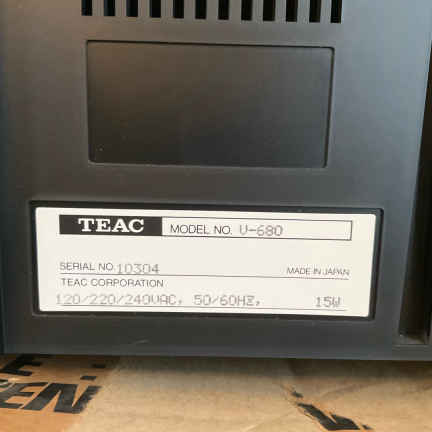 TEAC MODEL NO. V-680
SERIAL NO. 10304 MADE IN JAPAN
TEAC CORPORATION
120/220/240VAC, 50/60HZ, 15W